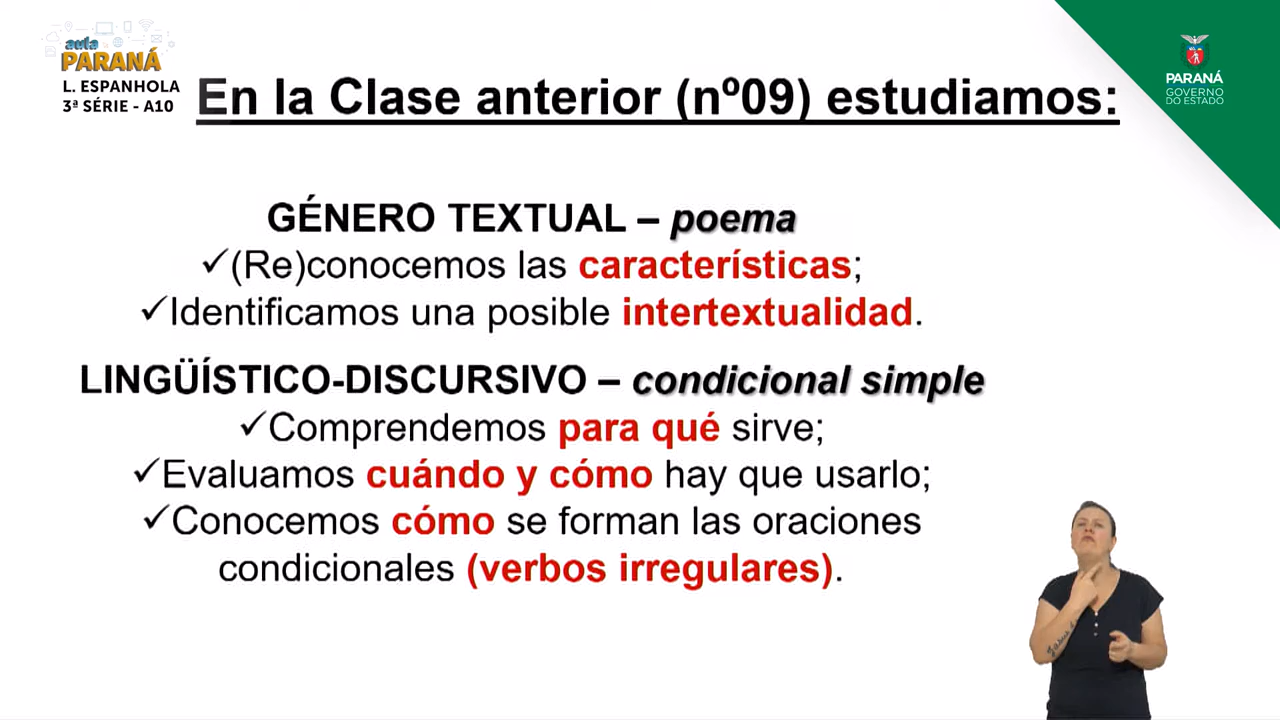 aula
PARANÁ
L. ESPANHOLA
3ª SÉRIE - A10
En la Clase anterior (nº09) estudiamos:
PARANÁ
GOVERNO
DO ESTADO
GÉNERO TEXTUAL – poema
✓(Re)conocemos las características;
✓Identificamos una posible intertextualidad.
LINGÜÍSTICO-DISCURSIVO – condicional simple
✓Comprendemos para qué sirve;
✓Evaluamos cuándo y cómo hay que usarlo;
✓Conocemos cómo se forman las oraciones
condicionales (verbos irregulares).